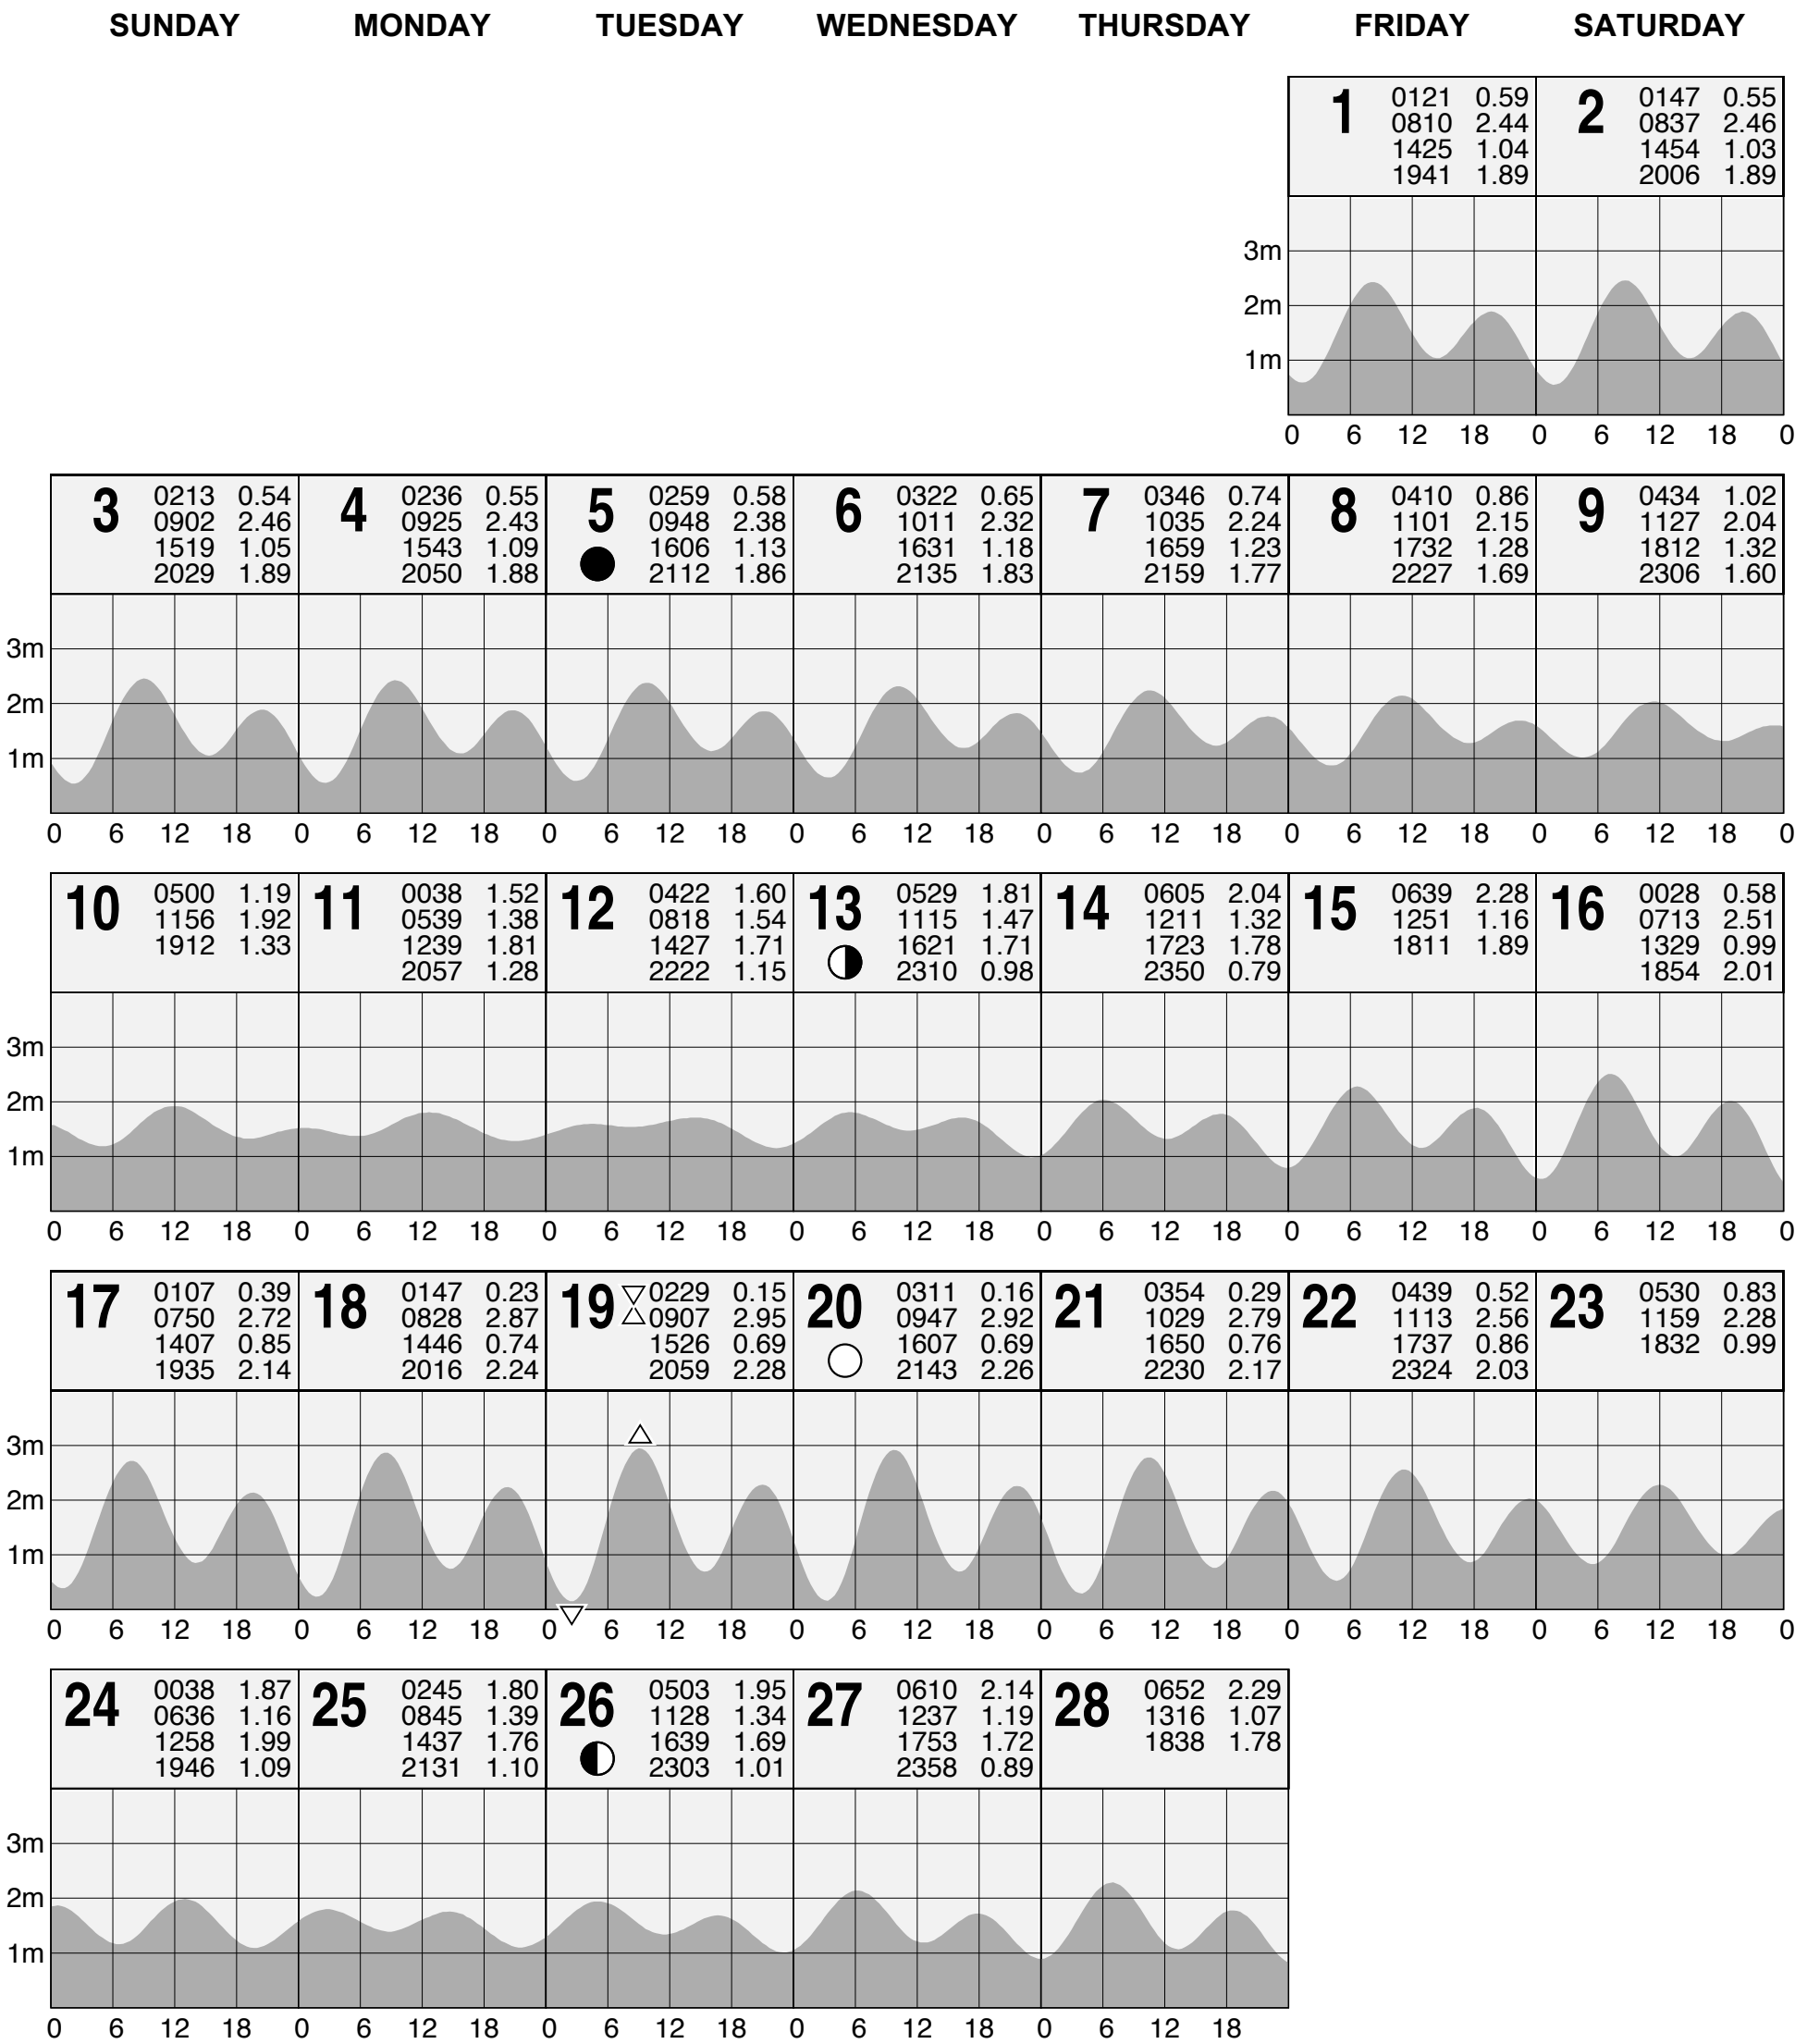 SUNDAY MONDAY TUESDAY WEDNESDAY THURSDAY FRIDAY SATURDAY
1 0121 0.59 2 0147 0.55
0810 2.44 0837 2.46
1425 1.04 1454 1.03
1941 1.89 2006 1.89
3m
2m
1m
0 6 12 18 0 6 12 18 0
3 0213 0.54 4 0236 0.55 5 0259 0.58 6 0322 0.65 7 0346 0.74 8 0410 0.86 9 0434 1.02
0902 2.46 0925 2.43 0948 2.38 1011 2.32 1035 2.24 1101 2.15 1127 2.04
1519 1.05 1543 1.09 1606 1.13 1631 1.18 1659 1.23 1732 1.28 1812 1.32
2029 1.89 2050 1.88 2112 1.86 2135 1.83 2159 1.77 2227 1.69 2306 1.60
3m
2m
1m
0 6 12 18 0 6 12 18 0 6 12 18 0 6 12 18 0 6 12 18 0 6 12 18 0 6 12 18 0
10 0500 1.19 11 0038 1.52 12 0422 1.60 13 0529 1.81 14 0605 2.04 15 0639 2.28 16 0028 0.58
1156 1.92 0539 1.38 0818 1.54 1115 1.47 1211 1.32 1251 1.16 0713 2.51
1912 1.33 1239 1.81 1427 1.71 1621 1.71 1723 1.78 1811 1.89 1329 0.99
2057 1.28 2222 1.15 2310 0.98 2350 0.79 1854 2.01
3m
2m
1m
0 6 12 18 0 6 12 18 0 6 12 18 0 6 12 18 0 6 12 18 0 6 12 18 0 6 12 18 0
17 0107 0.39 18 0147 0.23 19 0229 0.15 20 0311 0.16 21 0354 0.29 22 0439 0.52 23 0530 0.83
0750 2.72 0828 2.87 0907 2.95 0947 2.92 1029 2.79 1113 2.56 1159 2.28
1407 0.85 1446 0.74 1526 0.69 1607 0.69 1650 0.76 1737 0.86 1832 0.99
1935 2.14 2016 2.24 2059 2.28 2143 2.26 2230 2.17 2324 2.03
3m
2m
1m
0 6 12 18 0 6 12 18 0 6 12 18 0 6 12 18 0 6 12 18 0 6 12 18 0 6 12 18 0
24 0038 1.87 25 0245 1.80 26 0503 1.95 27 0610 2.14 28 0652 2.29
0636 1.16 0845 1.39 1128 1.34 1237 1.19 1316 1.07
1258 1.99 1437 1.76 1639 1.69 1753 1.72 1838 1.78
1946 1.09 2131 1.10 2303 1.01 2358 0.89
3m
2m
1m
0 6 12 18 0 6 12 18 0 6 12 18 0 6 12 18 0 6 12 18